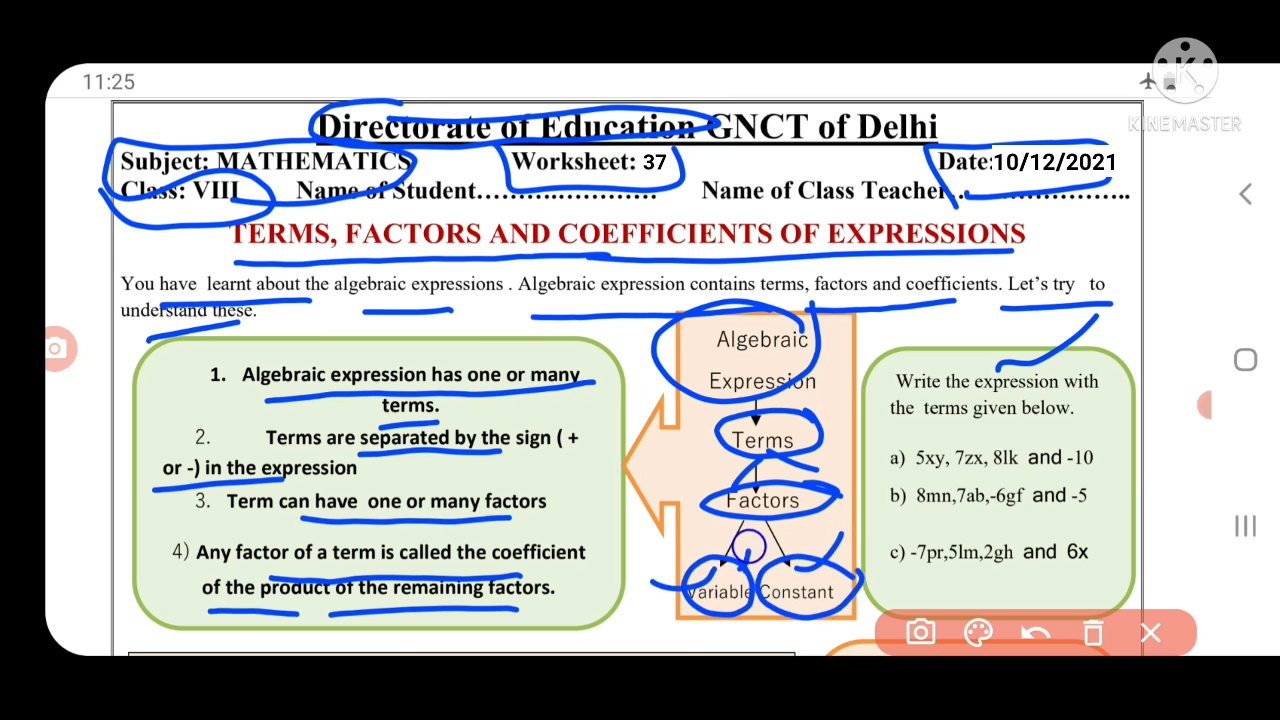 11:25
KINEMASTER
Directorate of Education GNCT of Delhi
Subject: MATHEMATICS Worksheet: 37 Date:10/12/2021
Class: VIII Name of Student…………………… Name of Class Teacher…………………..
TERMS, FACTORS AND COEFFICIENTS OF EXPRESSIONS
You have learnt about the algebraic expressions . Algebraic expression contains terms, factors and coefficients. Let's try to
understand these.
1. Algebraic expression has one or many
terms.
2. Terms are separated by the sign ( +
or -) in the expression
3. Term can have one or many factors
4) Any factor of a term is called the coefficient
of the product of the remaining factors.
Algebraic
Expression
Terms
Factors
Variable Constant
Write the expression with
the terms given below.
a) 5xy, 7zx, 8lk and -10
b) 8mn,7ab,-6gf and -5
c) -7pr,5lm,2gh and 6x